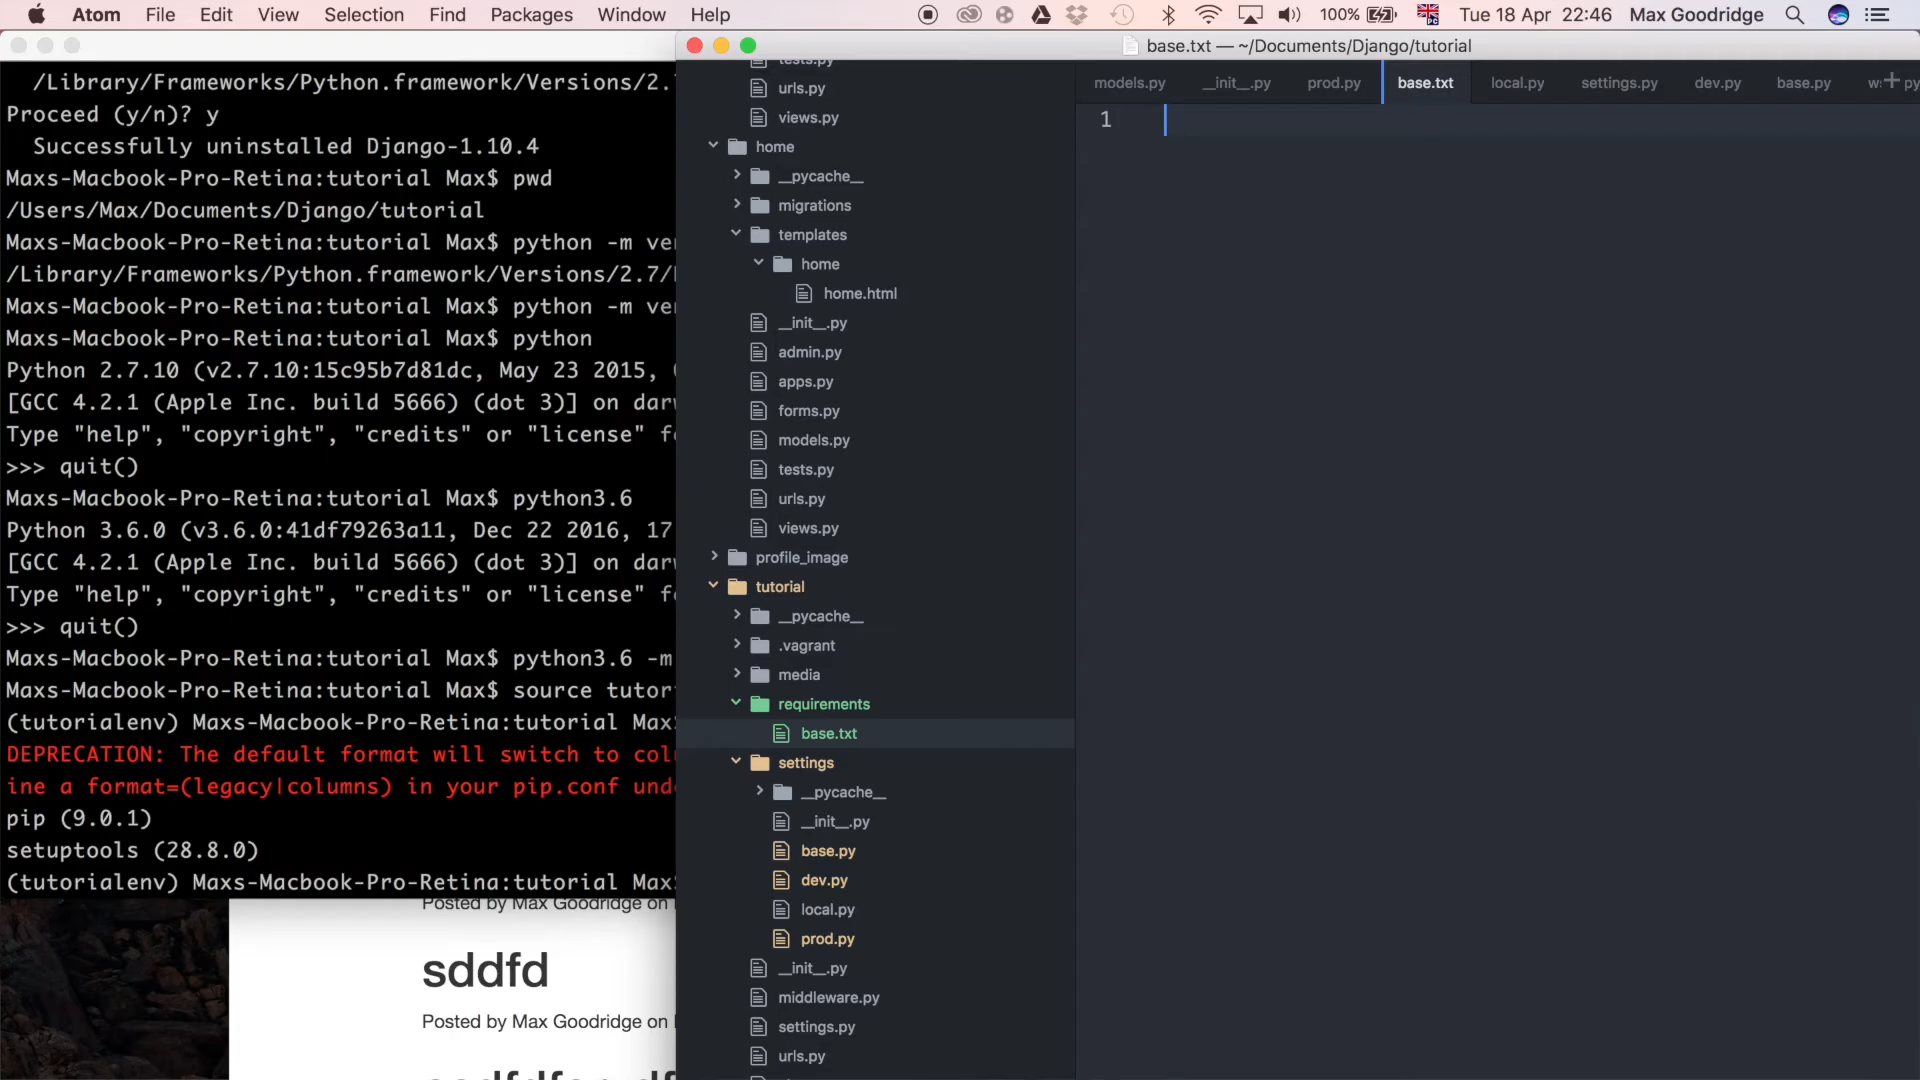 Atom File Edit View Selection Find Packages Window Help 100% Tue 18 Apr 22:46 Max Goodridge
base.txt — ~/Documents/Django/tutorial
/Library/Frameworks/Python.framework/Versions/2.
Proceed (y/n)? y
Successfully uninstalled Django-1.10.4
Maxs-Macbook-Pro-Retina:tutorial Max$ pwd
/Users/Max/Documents/Django/tutorial
Maxs-Macbook-Pro-Retina:tutorial Max$ python -m ve
/Library/Frameworks/Python.framework/Versions/2.7/
Maxs-Macbook-Pro-Retina:tutorial Max$ python -m ve
Maxs-Macbook-Pro-Retina:tutorial Max$ python
Python 2.7.10 (v2.7.10:15c95b7d81dc, May 23 2015,
[GCC 4.2.1 (Apple Inc. build 5666) (dot 3)] on dar
Type "help", "copyright", "credits" or "license" f
>>> quit()
Maxs-Macbook-Pro-Retina:tutorial Max$ python3.6
Python 3.6.0 (v3.6.0:41df79263a11, Dec 22 2016, 17
[GCC 4.2.1 (Apple Inc. build 5666) (dot 3)] on dar
Type "help", "copyright", "credits" or "license" f
>>> quit()
Maxs-Macbook-Pro-Retina:tutorial Max$ python3.6 -m
Maxs-Macbook-Pro-Retina:tutorial Max$ source tutor
(tutorialenv) Maxs-Macbook-Pro-Retina:tutorial Max
DEPRECATION: The default format will switch to col
ine a format=(legacy|columns) in your pip.conf und
pip (9.0.1)
setuptools (28.8.0)
(tutorialenv) Maxs-Macbook-Pro-Retina:tutorial Max
Posted by Max Goodridge on
sddfd
Posted by Max Goodridge on
tests.py
urls.py
views.py
home
__pycache__
migrations
templates
home
home.html
__init__.py
admin.py
apps.py
forms.py
models.py
tests.py
urls.py
views.py
profile_image
tutorial
__pycache__
.vagrant
media
requirements
base.txt
settings
__pycache__
__init__.py
base.py
dev.py
local.py
prod.py
__init__.py
middleware.py
settings.py
urls.py
models.py __init__.py prod.py base.txt local.py settings.py dev.py base.py
1